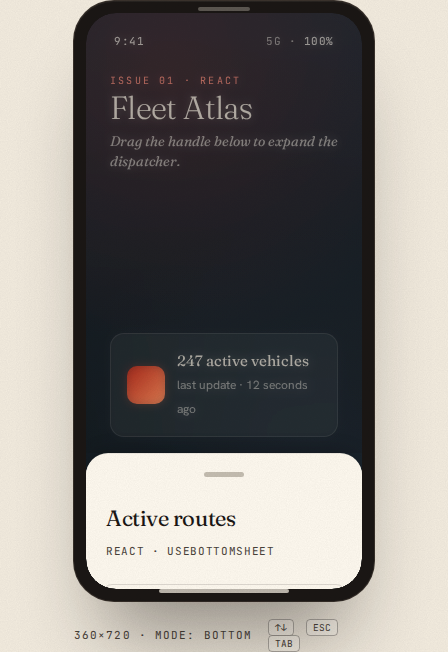 9:41 5G · 100%
ISSUE 01 · REACT
Fleet Atlas
Drag the handle below to expand the
dispatcher.
247 active vehicles
last update · 12 seconds
ago
Active routes
REACT · USEBOTTOMSHEET
360×720 · MODE: BOTTOM ↑↓ ESC
TAB